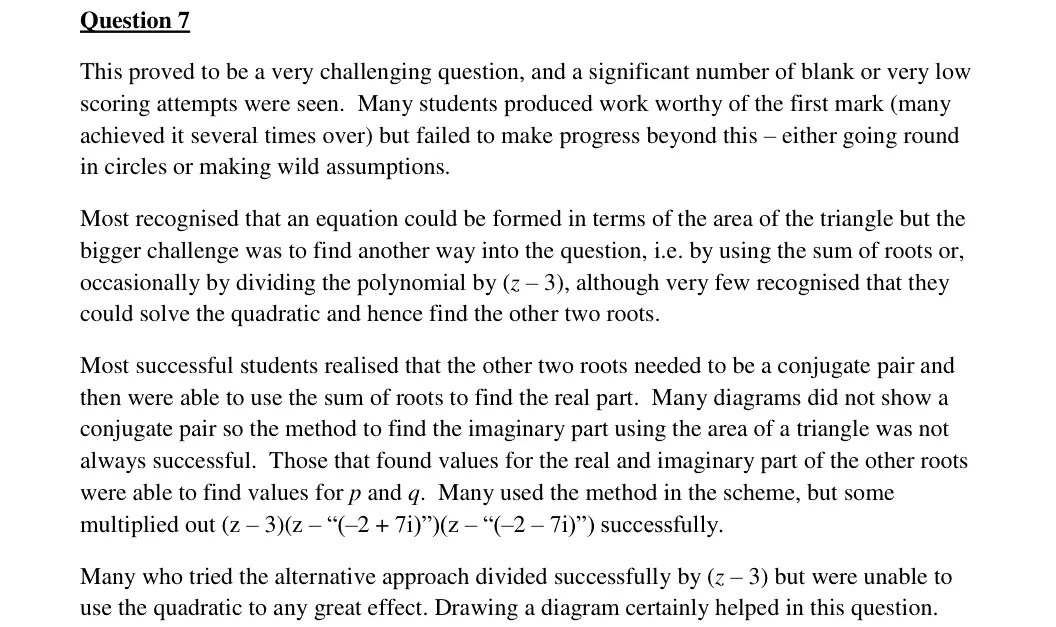 Question 7
This proved to be a very challenging question, and a significant number of blank or very low
scoring attempts were seen.  Many students produced work worthy of the first mark (many
achieved it several times over) but failed to make progress beyond this – either going round
in circles or making wild assumptions.
Most recognised that an equation could be formed in terms of the area of the triangle but the
bigger challenge was to find another way into the question, i.e. by using the sum of roots or,
occasionally by dividing the polynomial by (z – 3), although very few recognised that they
could solve the quadratic and hence find the other two roots.
Most successful students realised that the other two roots needed to be a conjugate pair and
then were able to use the sum of roots to find the real part.  Many diagrams did not show a
conjugate pair so the method to find the imaginary part using the area of a triangle was not
always successful.  Those that found values for the real and imaginary part of the other roots
were able to find values for p and q.  Many used the method in the scheme, but some
multiplied out (z – 3)(z – “(–2 + 7i)”)(z – “(–2 – 7i)”) successfully.
Many who tried the alternative approach divided successfully by (z – 3) but were unable to
use the quadratic to any great effect. Drawing a diagram certainly helped in this question.